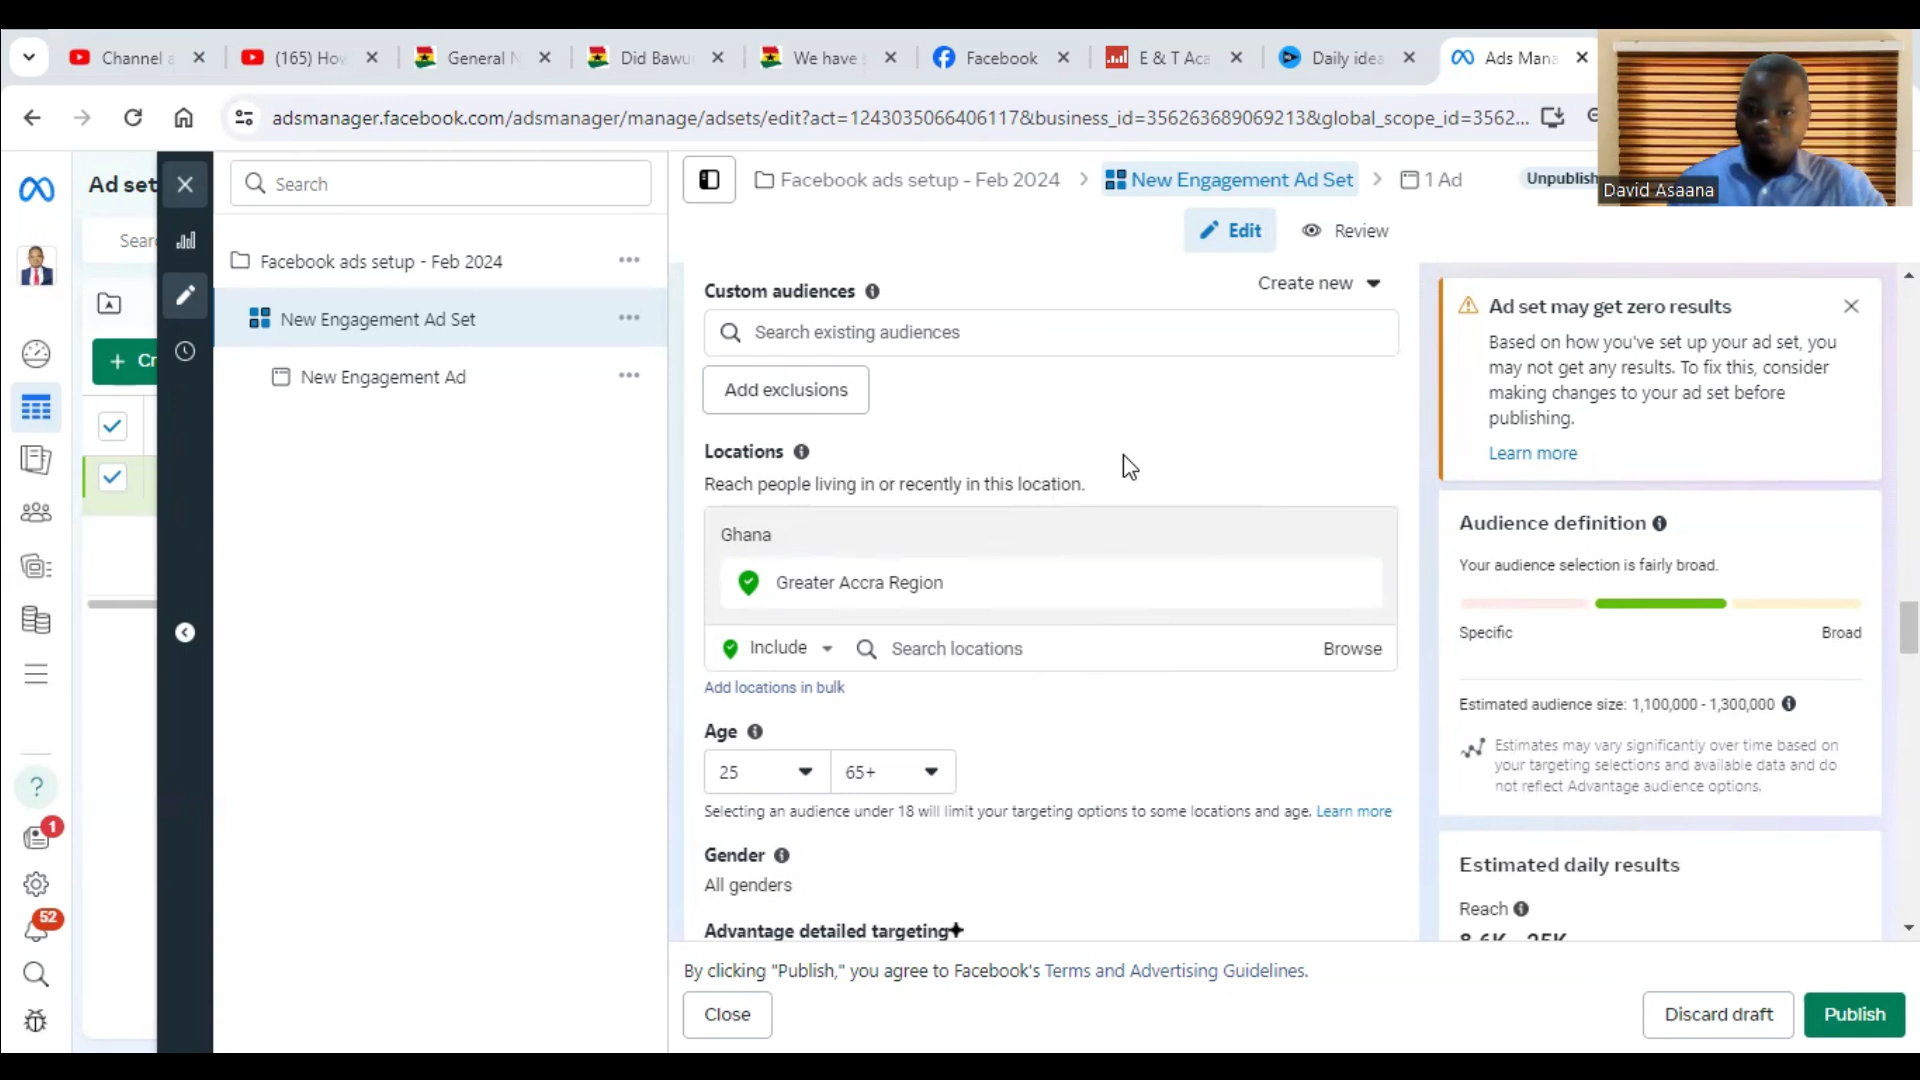 Channel a
(165) Hov
General N
Did Bawu
We have
Facebook
E & T Aca
Daily idea
Ads Mana
adsmanager.facebook.com/adsmanager/manage/adsets/edit?act=1243035066406117&business_id=356263689069213&global_scope_id=3562...
David Asaana
Ad set
Search
Facebook ads setup - Feb 2024
New Engagement Ad Set
1 Ad
Unpublish
Sear
Edit
Review
Facebook ads setup - Feb 2024
New Engagement Ad Set
New Engagement Ad
+ Cr
Custom audiences
Create new
Search existing audiences
Add exclusions
Locations
Reach people living in or recently in this location.
Ghana
Greater Accra Region
Include
Search locations
Browse
Add locations in bulk
Age
25
65+
Selecting an audience under 18 will limit your targeting options to some locations and age. Learn more
Gender
All genders
Advantage detailed targeting
Ad set may get zero results
Based on how you've set up your ad set, you
may not get any results. To fix this, consider
making changes to your ad set before
publishing.
Learn more
Audience definition
Your audience selection is fairly broad.
Specific
Broad
Estimated audience size: 1,100,000 - 1,300,000
Estimates may vary significantly over time based on
your targeting selections and available data and do
not reflect Advantage audience options.
Estimated daily results
Reach
1
52
By clicking "Publish," you agree to Facebook's Terms and Advertising Guidelines.
Close
Discard draft
Publish